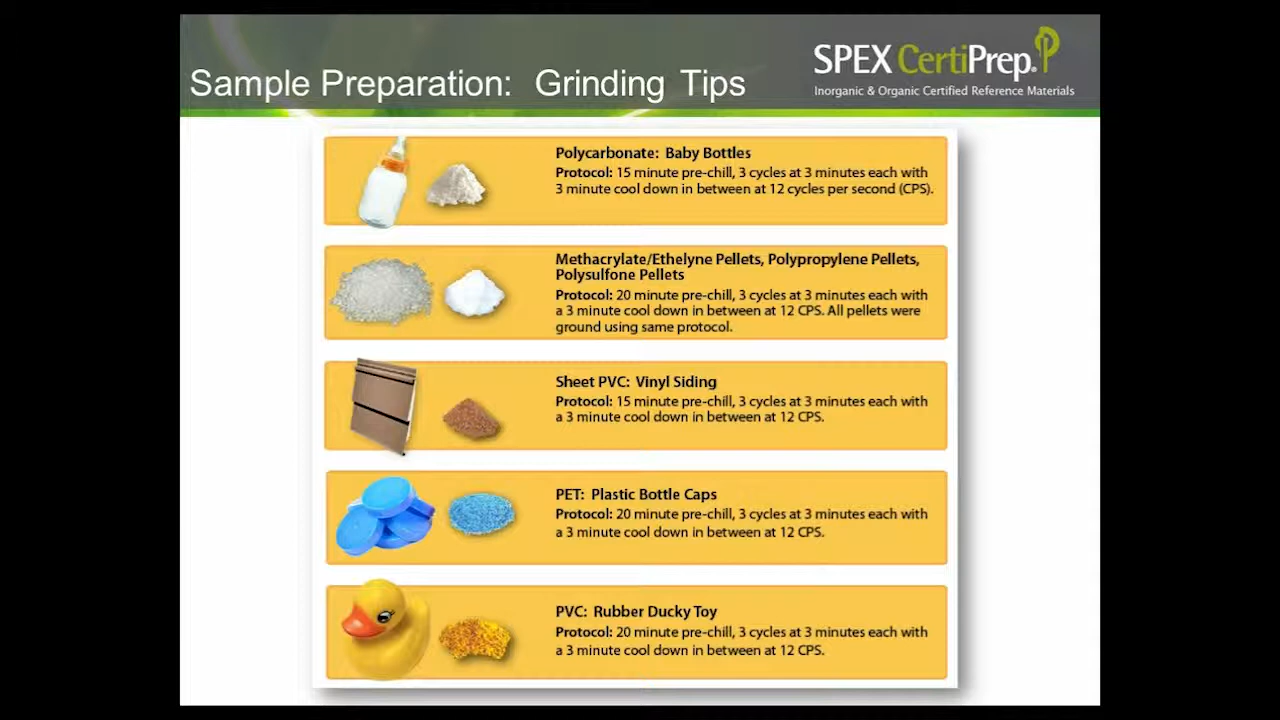 Sample Preparation: Grinding Tips
SPEX CertiPrep.
Inorganic & Organic Certified Reference Materials
Polycarbonate: Baby Bottles
Protocol: 15 minute pre-chill, 3 cycles at 3 minutes each with
3 minute cool down in between at 12 cycles per second (CPS).
Methacrylate/Ethelyne Pellets, Polypropylene Pellets,
Polysulfone Pellets
Protocol: 20 minute pre-chill, 3 cycles at 3 minutes each with
a 3 minute cool down in between at 12 CPS. All pellets were
ground using same protocol.
Sheet PVC: Vinyl Siding
Protocol: 15 minute pre-chill, 3 cycles at 3 minutes each with
a 3 minute cool down in between at 12 CPS.
PET: Plastic Bottle Caps
Protocol: 20 minute pre-chill, 3 cycles at 3 minutes each with
a 3 minute cool down in between at 12 CPS.
PVC: Rubber Ducky Toy
Protocol: 20 minute pre-chill, 3 cycles at 3 minutes each with
a 3 minute cool down in between at 12 CPS.